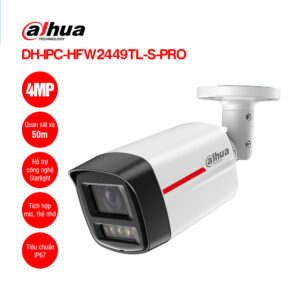 alhua
TECHNOLOGY
DH-IPC-HFW2449TL-S-PRO
4MP
Quan sát xa
50m
Hỗ trợ
công nghệ
Starlight
Tích hợp
mic, thẻ nhớ
Tiêu chuẩn
IP67
alhua